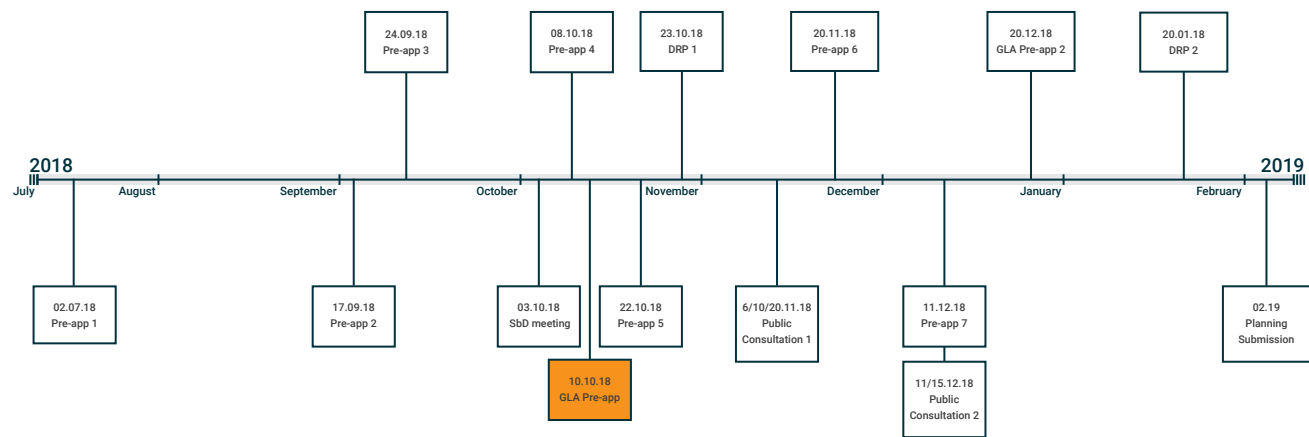 24.09.18
Pre-app 3
08.10.18
Pre-app 4
23.10.18
DRP 1
20.11.18
Pre-app 6
20.12.18
GLA Pre-app 2
20.01.18
DRP 2
2018
2019
July
August
September
October
November
December
January
February
02.07.18
Pre-app 1
17.09.18
Pre-app 2
03.10.18
SbD meeting
22.10.18
Pre-app 5
6/10/20.11.18
Public
Consultation 1
11.12.18
Pre-app 7
02.19
Planning
Submission
10.10.18
GLA Pre-app
11/15.12.18
Public
Consultation 2